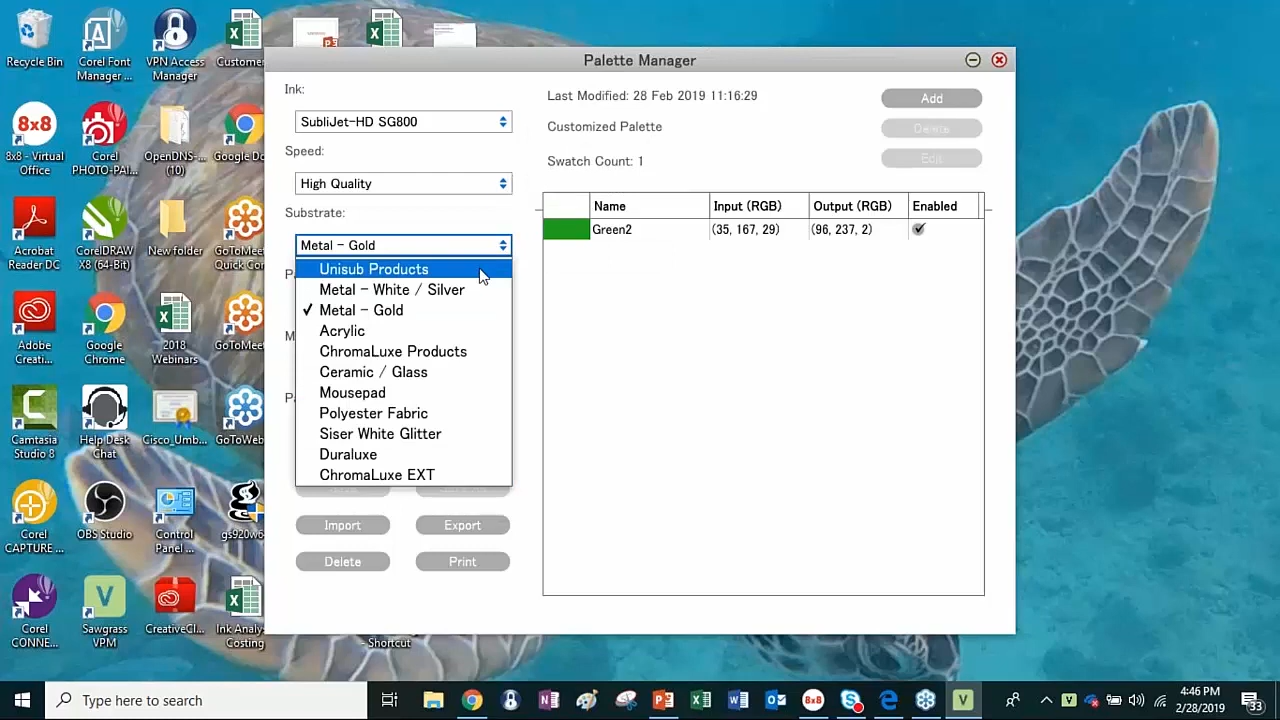 Palette Manager
Ink:
SubliJet-HD SG800
Speed:
High Quality
Substrate:
Metal - Gold
Unisub Products
Metal - White / Silver
✓ Metal - Gold
Acrylic
ChromaLuxe Products
Ceramic / Glass
Mousepad
Polyester Fabric
Siser White Glitter
Duraluxe
ChromaLuxe EXT
Import
Export
Delete
Print
Last Modified: 28 Feb 2019 11:16:29
Customized Palette
Swatch Count: 1
Add
Delete
Edit
Name Input (RGB) Output (RGB) Enabled
Green2 (35, 167, 29) (96, 237, 2)
Recycle Bin
Corel Font
Manager ...
VPN Access
Manager
Customer
8x8
8x8 - Virtual
Office
Corel
PHOTO-PAI...
OpenDNS-...
(10)
Google Do
Acrobat
Reader DC
CorelDRAW
X8 (64-Bit)
New folder
GoToMeet
Quick Con
Adobe
Creati...
Google
Chrome
2018
Webinars
GoToMeet
Camtasia
Studio 8
Help Desk
Chat
Cisco_Umb...
GoToWeb
Corel
CAPTURE ...
OBS Studio
Control
Panel ...
gs920w6
Corel
CONNE...
Sawgrass
VPM
CreativeCl...
Ink Analy
Costing
- Shortcut
Type here to search
8x8
4:46 PM
2/28/2019
33